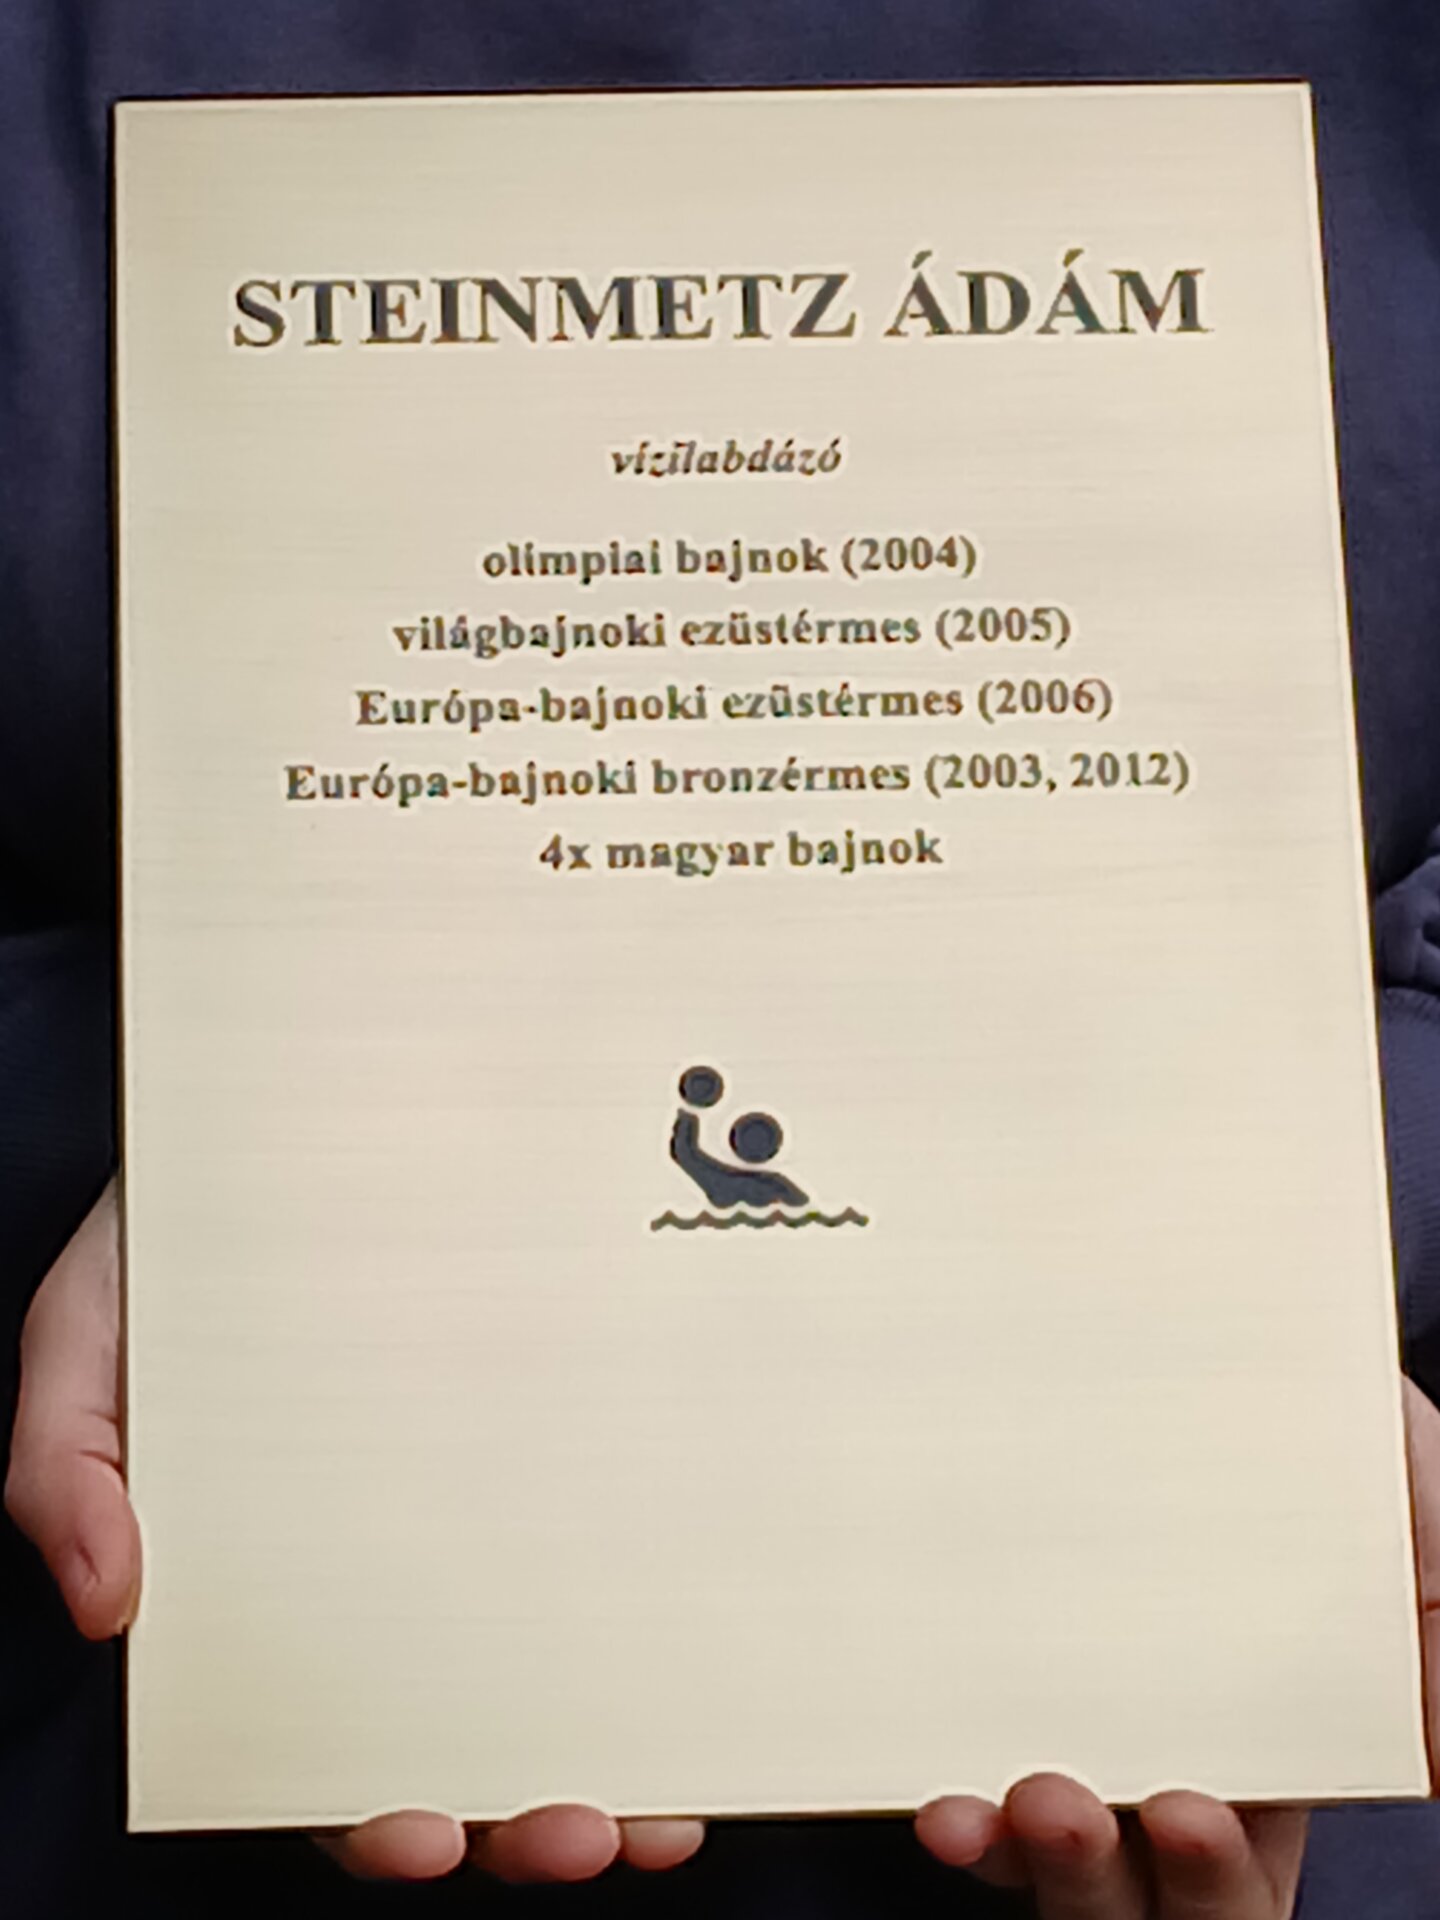 STEINMETZ ÁDÁM
vízilabdázó
olimpiai bajnok (2004)
világbajnoki ezüstérmes (2005)
Európa-bajnoki ezüstérmes (2006)
Európa-bajnoki bronzérmes (2003, 2012)
4x magyar bajnok